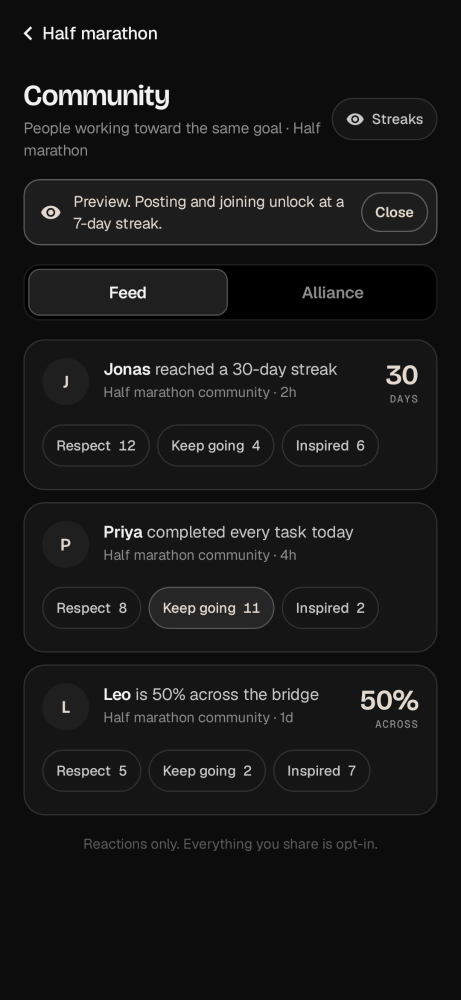 Half marathon
Community
People working toward the same goal · Half
marathon
Streaks
Preview. Posting and joining unlock at a
7-day streak.
Close
Feed
Alliance
J
Jonas reached a 30-day streak
Half marathon community · 2h
30
DAYS
Respect 12
Keep going 4
Inspired 6
P
Priya completed every task today
Half marathon community · 4h
Respect 8
Keep going 11
Inspired 2
L
Leo is 50% across the bridge
Half marathon community · 1d
50%
ACROSS
Respect 5
Keep going 2
Inspired 7
Reactions only. Everything you share is opt-in.